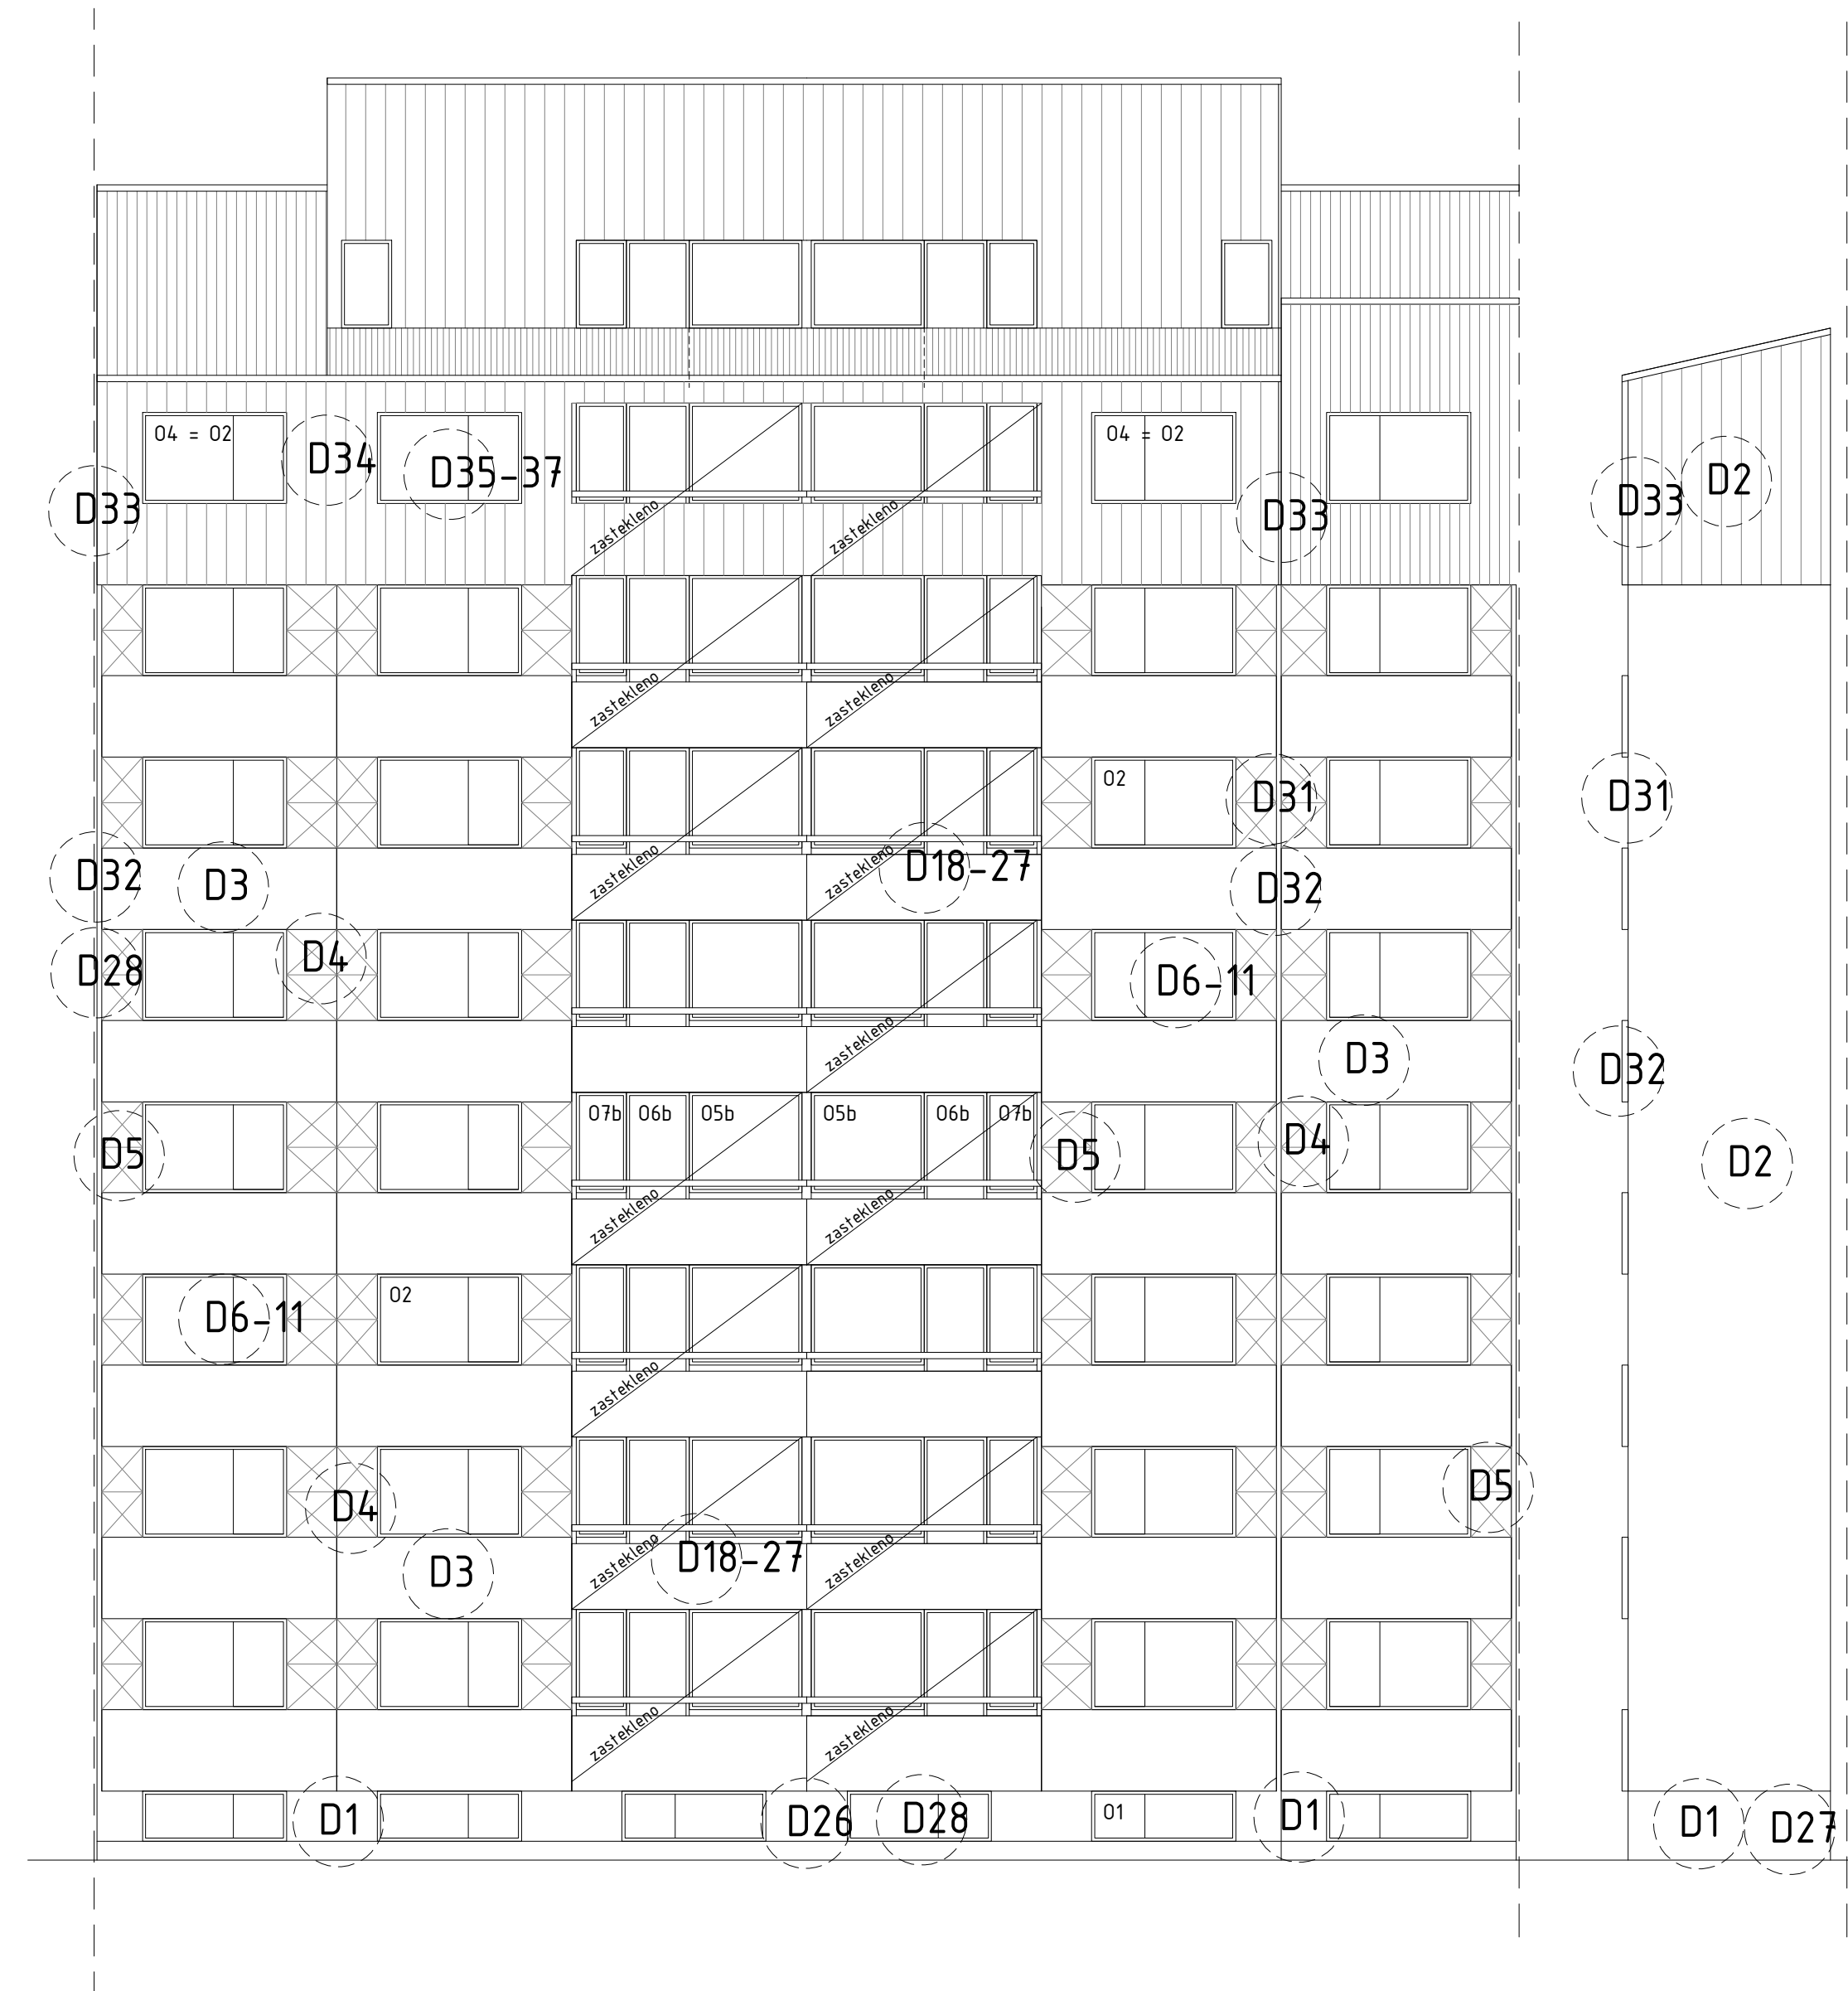 O4 = O2
D34
D35-37
O4 = O2
D33
D33
D33
D2
zastekleno
zastekleno
zastekleno
zastekleno
O2
D31
D31
D32
D3
zastekleno
zastekleno
D18-27
D32
D28
D4
D6-11
zastekleno
D3
D32
O7b
O6b
O5b
O5b
O6b
O7b
D5
D5
D4
D2
zastekleno
zastekleno
D6-11
O2
zastekleno
D4
D5
D3
zastekleno
D18-27
zastekleno
zastekleno
zastekleno
D1
D26
D28
O1
D1
D1
D27